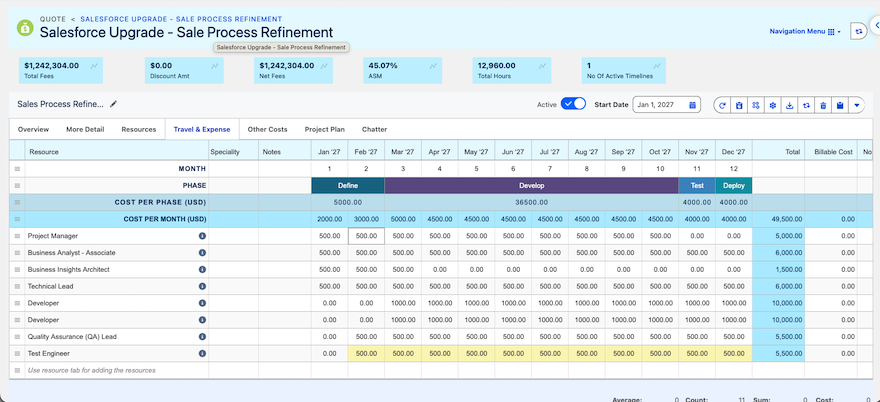 QUOTE < SALESFORCE UPGRADE - SALE PROCESS REFINEMENT
Salesforce Upgrade - Sale Process Refinement
Navigation Menu
Salesforce Upgrade - Sale Process Refinement
$1,242,304.00 $0.00 $1,242,304.00 45.07% 12,960.00 1
Total Fees Discount Amt Net Fees ASM Total Hours No Of Active Timelines
Sales Process Refine... Active Start Date Jan 1, 2027
Overview More Detail Resources Travel & Expense Other Costs Project Plan Chatter
Resource Speciality Notes Jan '27 Feb '27 Mar '27 Apr '27 May '27 Jun '27 Jul '27 Aug '27 Sep '27 Oct '27 Nov '27 Dec '27 Total Billable Cost No
MONTH 1 2 3 4 5 6 7 8 9 10 11 12
PHASE Define Develop Test Deploy
COST PER PHASE (USD) 5000.00 36500.00 4000.00 4000.00
COST PER MONTH (USD) 2000.00 3000.00 5000.00 4500.00 4500.00 4500.00 4500.00 4500.00 4500.00 4500.00 4000.00 4000.00 49,500.00 0.00
Project Manager 500.00 500.00 500.00 500.00 500.00 500.00 500.00 500.00 500.00 500.00 0.00 0.00 5,000.00 0.00
Business Analyst - Associate 500.00 500.00 500.00 500.00 500.00 500.00 500.00 500.00 500.00 500.00 500.00 500.00 6,000.00 0.00
Business Insights Architect 500.00 500.00 500.00 0.00 0.00 0.00 0.00 0.00 0.00 0.00 0.00 0.00 1,500.00 0.00
Technical Lead 500.00 500.00 500.00 500.00 500.00 500.00 500.00 500.00 500.00 500.00 500.00 500.00 6,000.00 0.00
Developer 0.00 0.00 1000.00 1000.00 1000.00 1000.00 1000.00 1000.00 1000.00 1000.00 1000.00 1000.00 10,000.00 0.00
Developer 0.00 0.00 1000.00 1000.00 1000.00 1000.00 1000.00 1000.00 1000.00 1000.00 1000.00 1000.00 10,000.00 0.00
Quality Assurance (QA) Lead 0.00 500.00 500.00 500.00 500.00 500.00 500.00 500.00 500.00 500.00 500.00 500.00 5,500.00 0.00
Test Engineer 0.00 500.00 500.00 500.00 500.00 500.00 500.00 500.00 500.00 500.00 500.00 500.00 5,500.00 0.00
Use resource tab for adding the resources
Average: 0 Count: 11 Sum: 0 Cost: 0